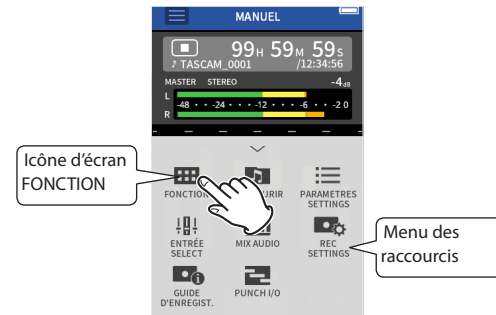 MANUEL
99H 59M 59S
♪ TASCAM_0001 /12:34:56
MASTER STEREO -4dB
L
-48 · · -24 · · · -12 · · · -6 · · -2 0
R
Icône d'écran
FONCTION
FONCTION
PARAMETRES
SETTINGS
ENTRÉE
SELECT
MIX AUDIO
REC
SETTINGS
Menu des
raccourcis
GUIDE
D'ENREGIST.
PUNCH I/O